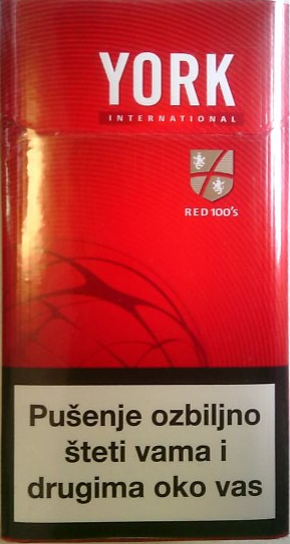 YORK
INTERNATIONAL
RED 100's
Pušenje ozbiljno
šteti vama i
drugima oko vas